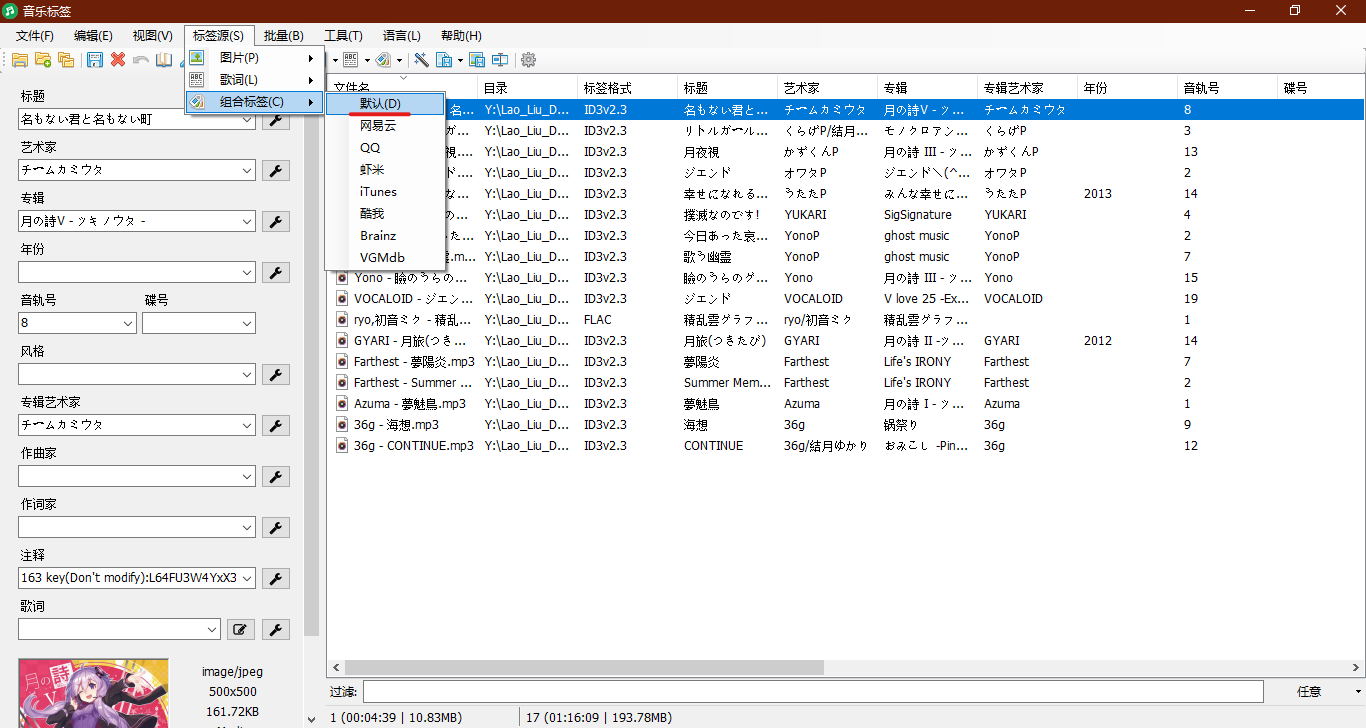 音乐标签
文件(F) 编辑(E) 视图(V) 标签源(S) 批量(B) 工具(T) 语言(L) 帮助(H)
图片(P)
歌词(L)
组合标签(C)
默认(D)
网易云
QQ
虾米
iTunes
酷我
Brainz
VGMdb
标题
名もない君と名もない町
艺术家
チームカミウタ
专辑
月の詩V - ツキノウタ -
年份
音轨号 碟号
8
风格
专辑艺术家
チームカミウタ
作曲家
作词家
注释
163 key(Don't modify):L64FU3W4YxX3
歌词
月の詩
V
image/jpeg
500x500
161.72KB
文件名 目录 标签格式 标题 艺术家 专辑 专辑艺术家 年份 音轨号 碟号
名... Y:\Lao_Liu_D... ID3v2.3 名もない君と... チームカミウタ 月の詩V - ツ... チームカミウタ 8
ガ... Y:\Lao_Liu_D... ID3v2.3 リトルガール... くらげP/結月... モノクロアン... くらげP 3
視.... Y:\Lao_Liu_D... ID3v2.3 月夜視 かずくんP 月の詩 III - ツ... かずくんP 13
ド.... Y:\Lao_Liu_D... ID3v2.3 ジエンド オワタP ジエンド＼(^... オワタP 2
な... Y:\Lao_Liu_D... ID3v2.3 幸せになれる... うたたP みんな幸せに... うたたP 2013 14
の... Y:\Lao_Liu_D... ID3v2.3 撲滅なのです! YUKARI SigSignature YUKARI 4
た... Y:\Lao_Liu_D... ID3v2.3 今日あった哀... YonoP ghost music YonoP 2
霊.m... Y:\Lao_Liu_D... ID3v2.3 歌う幽霊 YonoP ghost music YonoP 7
Yono - 瞼のうらの... Y:\Lao_Liu_D... ID3v2.3 瞼のうらのゲ... Yono 月の詩 III - ツ... Yono 15
VOCALOID - ジエン... Y:\Lao_Liu_D... ID3v2.3 ジエンド VOCALOID V love 25 -Ex... VOCALOID 19
ryo,初音ミク - 積乱... Y:\Lao_Liu_D... FLAC 積乱雲グラフ... ryo/初音ミク 積乱雲グラフ... 1
GYARI - 月旅(つき... Y:\Lao_Liu_D... ID3v2.3 月旅(つきたび) GYARI 月の詩 II -ツ... GYARI 2012 14
Farthest - 夢陽炎.mp3 Y:\Lao_Liu_D... ID3v2.3 夢陽炎 Farthest Life's IRONY Farthest 7
Farthest - Summer ... Y:\Lao_Liu_D... ID3v2.3 Summer Mem... Farthest Life's IRONY Farthest 2
Azuma - 夢魅鳥.mp3 Y:\Lao_Liu_D... ID3v2.3 夢魅鳥 Azuma 月の詩 I - ツ... Azuma 1
36g - 海想.mp3 Y:\Lao_Liu_D... ID3v2.3 海想 36g 鍋祭り 36g 9
36g - CONTINUE.mp3 Y:\Lao_Liu_D... ID3v2.3 CONTINUE 36g/結月ゆかり おみこし -Pin... 36g 12
过滤: 任意
1 (00:04:39 | 10.83MB) 17 (01:16:09 | 193.78MB)